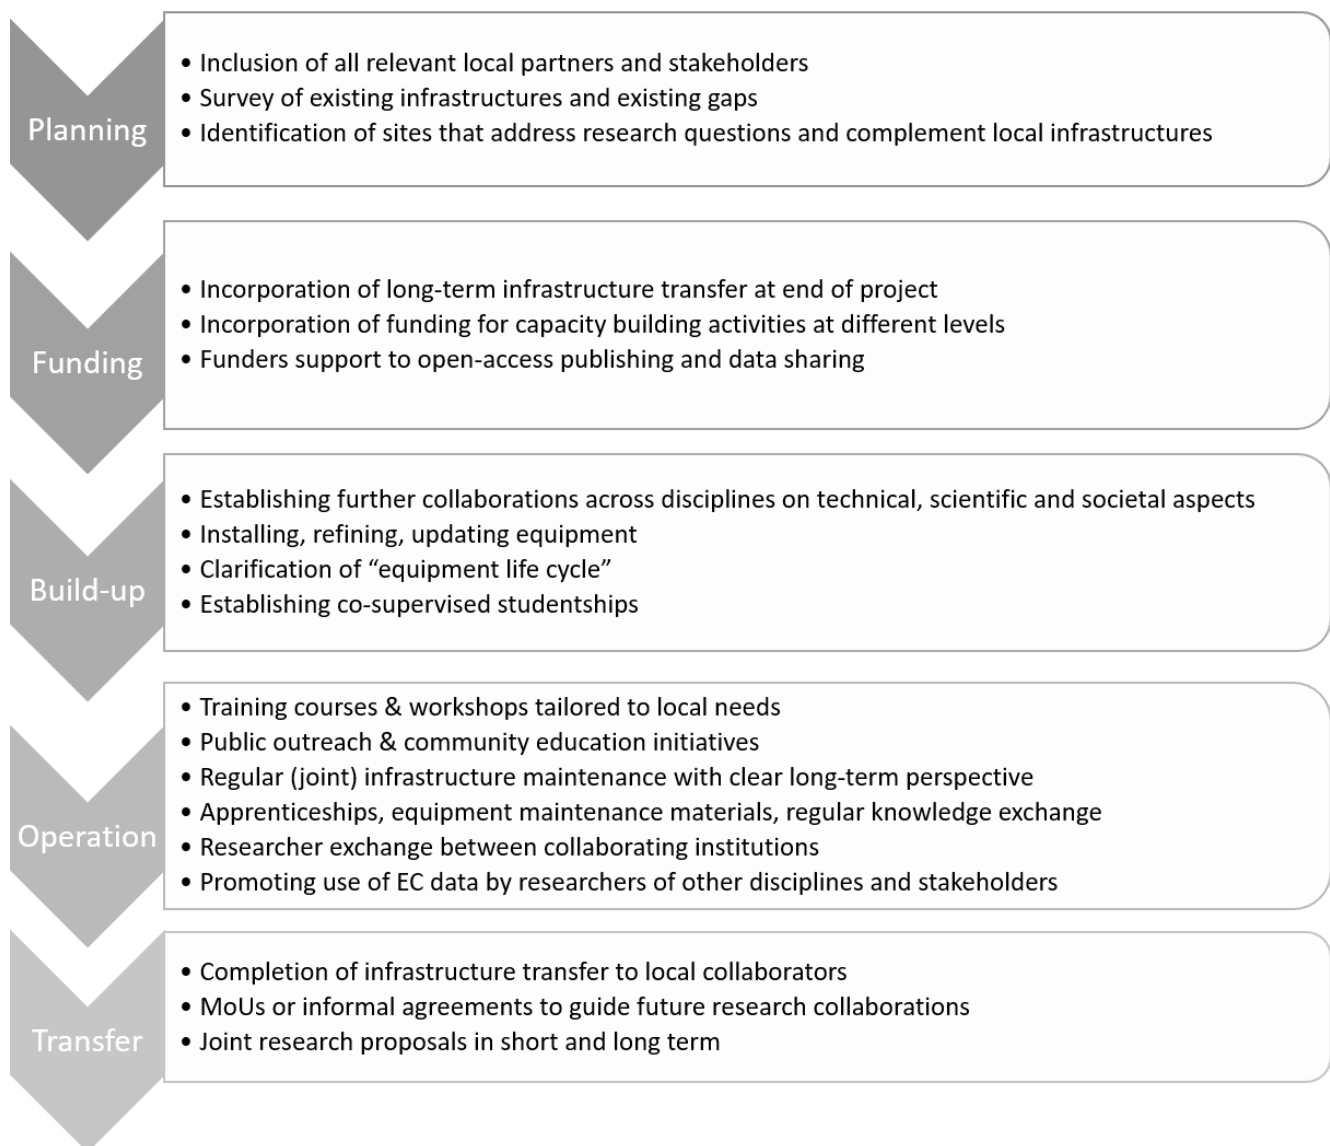 Planning
• Inclusion of all relevant local partners and stakeholders
• Survey of existing infrastructures and existing gaps
• Identification of sites that address research questions and complement local infrastructures
Funding
• Incorporation of long-term infrastructure transfer at end of project
• Incorporation of funding for capacity building activities at different levels
• Funders support to open-access publishing and data sharing
Build-up
• Establishing further collaborations across disciplines on technical, scientific and societal aspects
• Installing, refining, updating equipment
• Clarification of “equipment life cycle”
• Establishing co-supervised studentships
Operation
• Training courses & workshops tailored to local needs
• Public outreach & community education initiatives
• Regular (joint) infrastructure maintenance with clear long-term perspective
• Apprenticeships, equipment maintenance materials, regular knowledge exchange
• Researcher exchange between collaborating institutions
• Promoting use of EC data by researchers of other disciplines and stakeholders
Transfer
• Completion of infrastructure transfer to local collaborators
• MoUs or informal agreements to guide future research collaborations
• Joint research proposals in short and long term